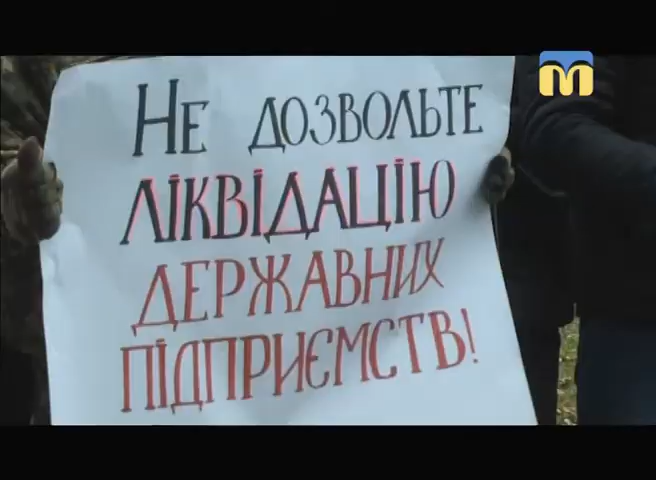 Не дозвольте
ліквідацію
державних
підприємств!